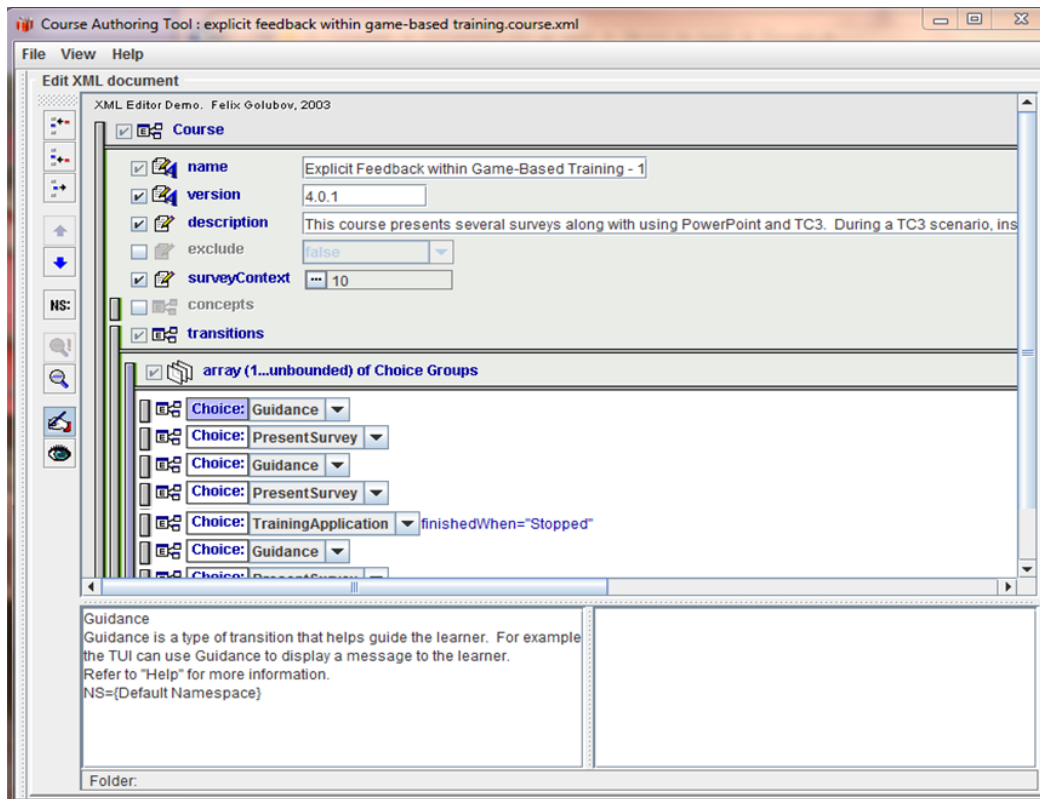 Course Authoring Tool : explicit feedback within game-based training.course.xml
File View Help
Edit XML document
XML Editor Demo. Felix Golubov, 2003
Course
name Explicit Feedback within Game-Based Training - 1
version 4.0.1
description This course presents several surveys along with using PowerPoint and TC3. During a TC3 scenario, ins
exclude false
surveyContext ... 10
NS:
concepts
transitions
array (1...unbounded) of Choice Groups
Choice: Guidance
Choice: PresentSurvey
Choice: Guidance
Choice: PresentSurvey
Choice: TrainingApplication finishedWhen="Stopped"
Choice: Guidance
Choice: PresentSurvey
Guidance
Guidance is a type of transition that helps guide the learner. For example
the TUI can use Guidance to display a message to the learner.
Refer to "Help" for more information.
NS={Default Namespace}
Folder: